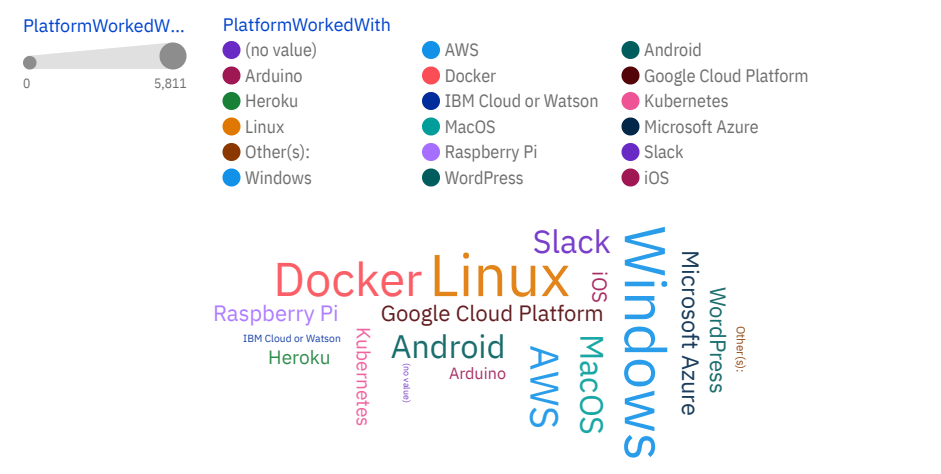 PlatformWorkedW...
0 5,811
PlatformWorkedWith
(no value) AWS Android
Arduino Docker Google Cloud Platform
Heroku IBM Cloud or Watson Kubernetes
Linux MacOS Microsoft Azure
Other(s): Raspberry Pi Slack
Windows WordPress iOS
Slack
Docker
Linux
iOS
Windows
Microsoft Azure
WordPress
Other(s):
Raspberry Pi
Google Cloud Platform
IBM Cloud or Watson
Heroku
Kubernetes
(no value)
Android
Arduino
AWS
MacOS